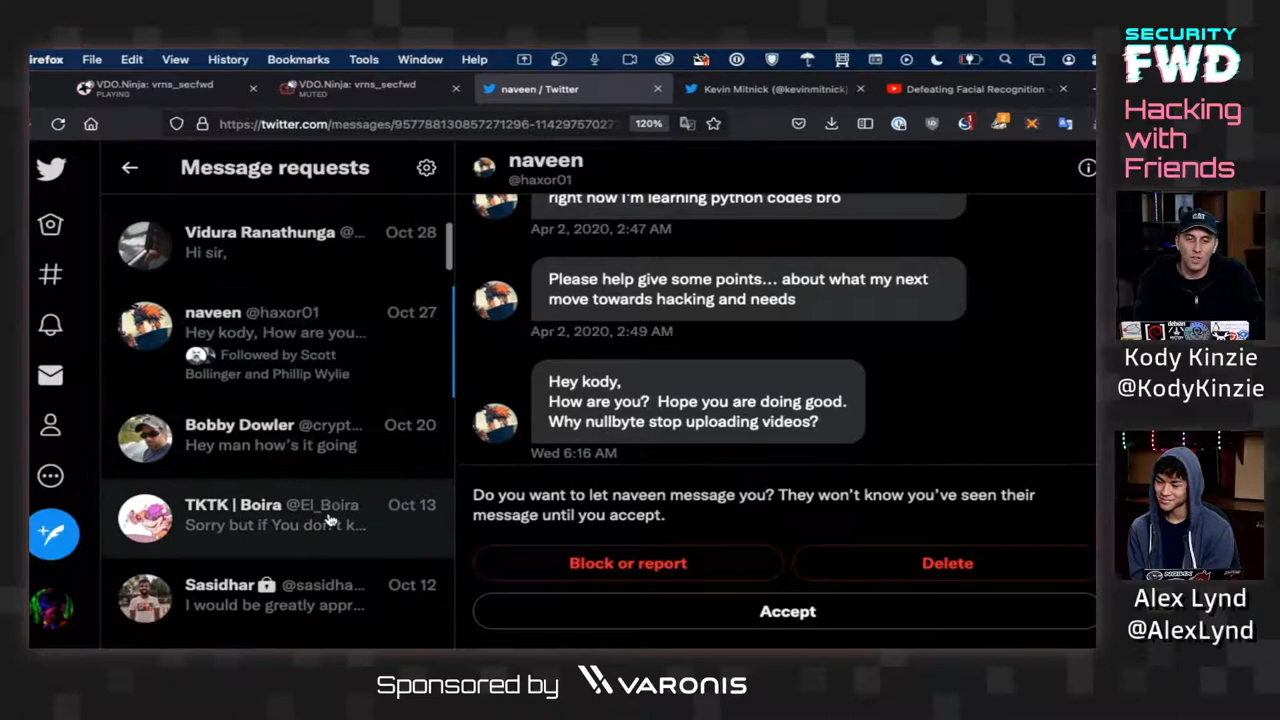 irefox File Edit View History Bookmarks Tools Window Help
VDO.Ninja: vrns_secfwd
PLAYING
VDO.Ninja: vrns_secfwd
MUTED
naveen / Twitter
Kevin Mitnick (@kevinmitnick)
Defeating Facial Recognition -
https://twitter.com/messages/957788130857271296-1142975702
120%
Message requests
Vidura Ranathunga @... Oct 28
Hi sir,
naveen @haxor01 Oct 27
Hey kody, How are you...
Followed by Scott
Bollinger and Phillip Wylie
Bobby Dowler @crypt... Oct 20
Hey man how's it going
TKTK | Boira @El_Boira Oct 13
Sorry but if You don't k...
Sasidhar @sasidha... Oct 12
I would be greatly appr...
naveen
@haxor01
right now I'm learning python codes bro
Apr 2, 2020, 2:47 AM
Please help give some points... about what my next
move towards hacking and needs
Apr 2, 2020, 2:49 AM
Hey kody,
How are you? Hope you are doing good.
Why nullbyte stop uploading videos?
Wed 6:16 AM
Do you want to let naveen message you? They won't know you've seen their
message until you accept.
Block or report
Delete
Accept
SECURITY
FWD
Hacking
with
Friends
Kody Kinzie
@KodyKinzie
Alex Lynd
@AlexLynd
Sponsored by VARONIS